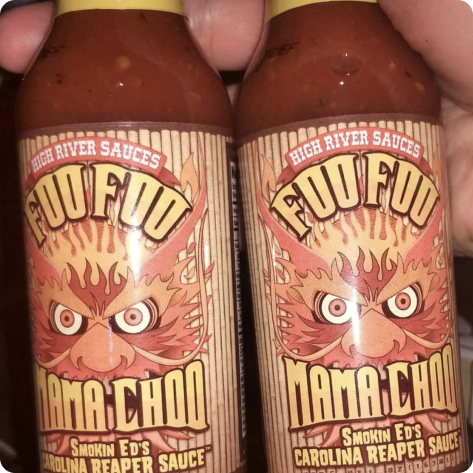 HIGH RIVER SAUCES
FOO FOO
MAMA CHOO
SMOKIN ED'S
CAROLINA REAPER SAUCE
HIGH RIVER SAUCES
FOO FOO
MAMA CHOO
SMOKIN ED'S
CAROLINA REAPER SAUCE